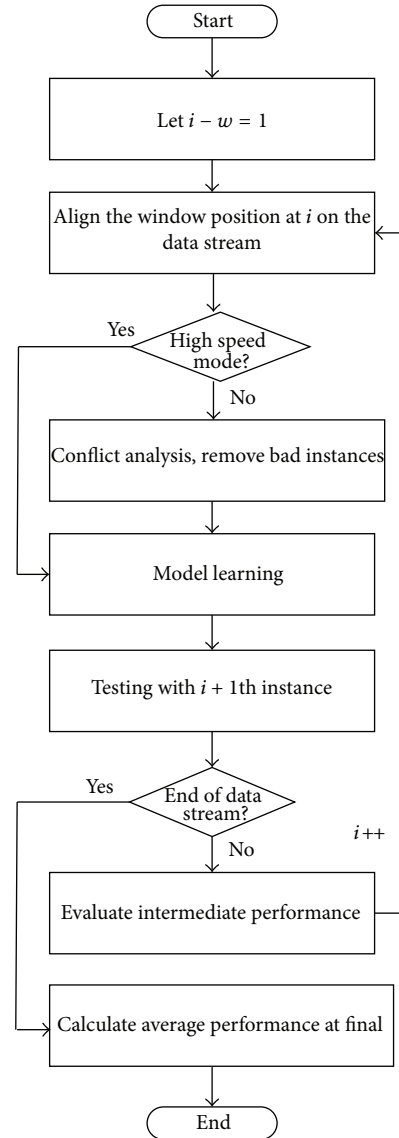 Start
Let i – w = 1
Align the window position at i on the
data stream
Yes
High speed
mode?
No
Conflict analysis, remove bad instances
Model learning
Testing with i + 1th instance
Yes
End of data
stream?
No
i++
Evaluate intermediate performance
Calculate average performance at final
End